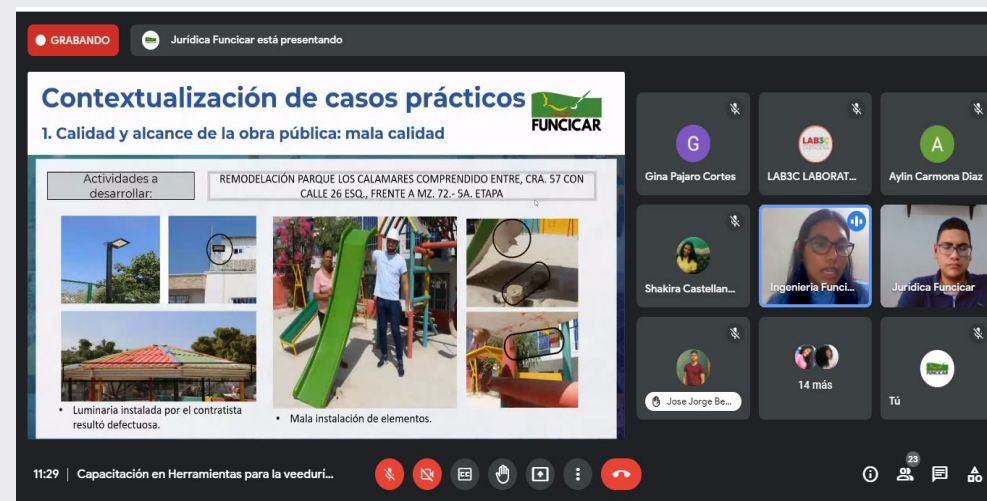 GRABANDO
Jurídica Funcicar está presentando
Contextualización de casos prácticos
1. Calidad y alcance de la obra pública: mala calidad
FUNCICAR
Actividades a
desarrollar:
REMODELACIÓN PARQUE LOS CALAMARES COMPRENDIDO ENTRE, CRA. 57 CON
CALLE 26 ESQ., FRENTE A MZ. 72.- 5A. ETAPA
• Luminaria instalada por el contratista
resultó defectuosa.
• Mala instalación de elementos.
G
Gina Pajaro Cortes
LAB3C
LAB3C LABORAT...
A
Aylin Carmona Diaz
Shakira Castellan...
Ingenieria Funci...
Jurídica Funcicar
Jose Jorge Be...
14 más
FUNCICAR
Tú
11:29 | Capacitación en Herramientas para la veedurí...
23